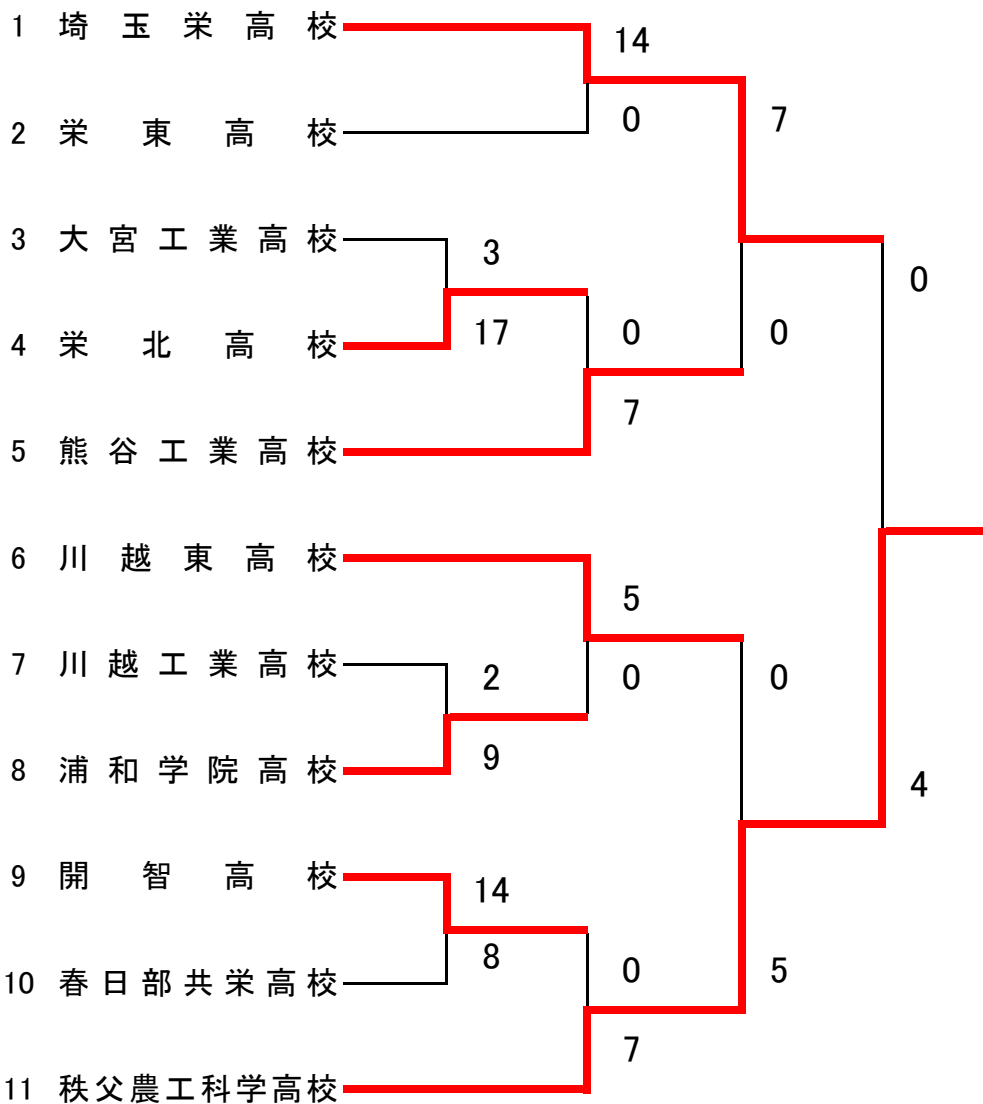 1 埼玉栄高校
14
0
7
2 栄東高校
3 大宮工業高校
3
0
17
0
0
4 栄北高校
7
5 熊谷工業高校
6 川越東高校
5
7 川越工業高校
2
0
0
9
4
8 浦和学院高校
9 開智高校
14
8
0
5
10 春日部共栄高校
7
11 秩父農工科学高校